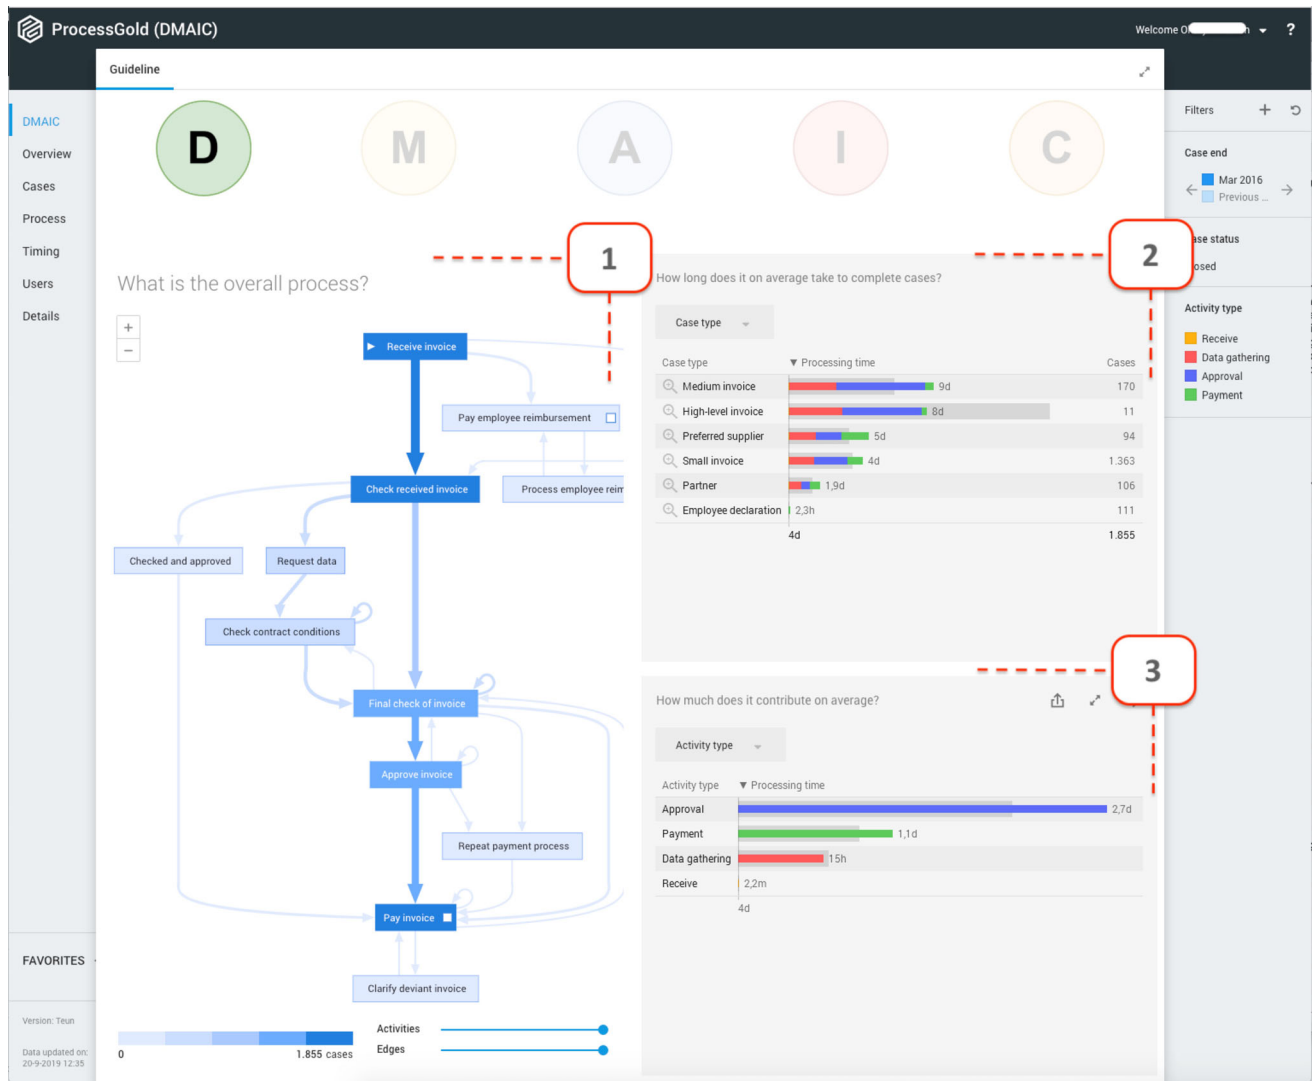 ProcessGold (DMAIC)
Welcome
?
Guideline
DMAIC
Overview
Cases
Process
Timing
Users
Details
FAVORITES
Version: Teun
Data updated on:
20-9-2019 12:35
D M A I C
1
What is the overall process?
+
−
Receive invoice
Pay employee reimbursement
Check received invoice
Process employee
Checked and approved
Request data
Check contract conditions
Final check of invoice
Approve invoice
Repeat payment process
Pay invoice
Clarify deviant invoice
0 1.855 cases
Activities
Edges
2
How long does it on average take to complete cases?
Case type
Case type ▼ Processing time Cases
Medium invoice 9d 170
High-level invoice 8d 11
Preferred supplier 5d 94
Small invoice 4d 1.363
Partner 1,9d 106
Employee declaration 2,3h 111
4d 1.855
3
How much does it contribute on average?
Activity type
Activity type ▼ Processing time
Approval 2,7d
Payment 1,1d
Data gathering 15h
Receive 2,2m
4d
Filters +
Case end
Mar 2016
Previous ...
status
Activity type
Receive
Data gathering
Approval
Payment